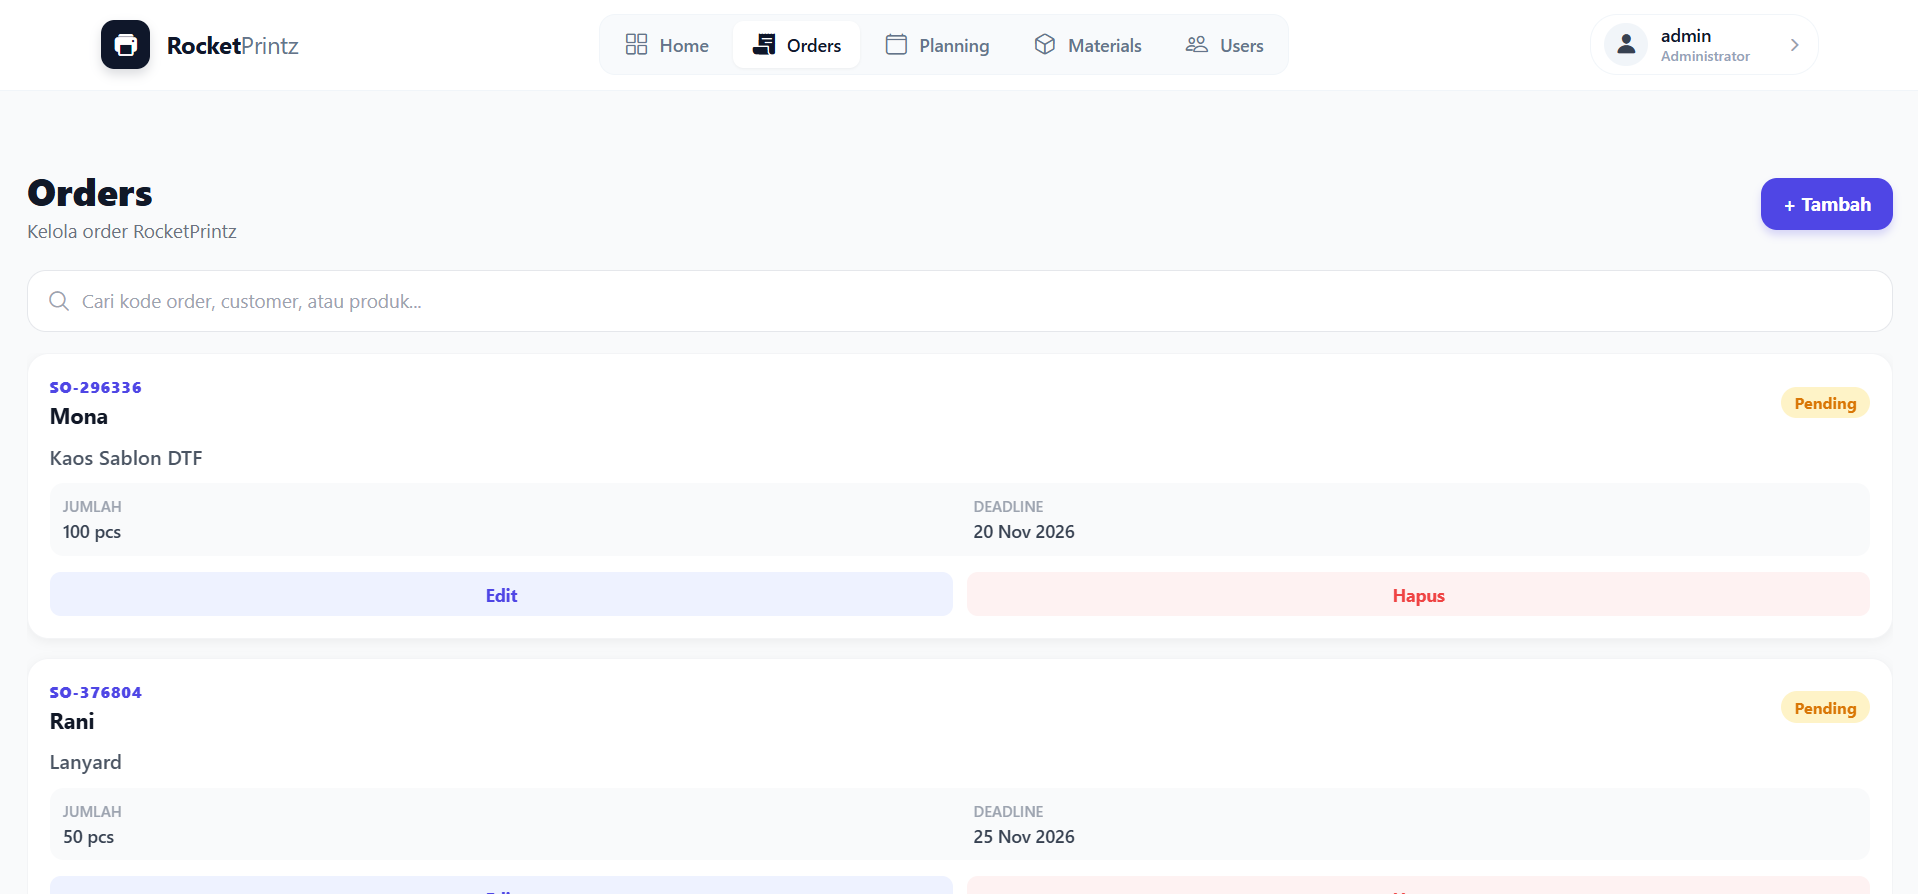 RocketPrintz
Home
Orders
Planning
Materials
Users
admin
Administrator
Orders
Kelola order RocketPrintz
+ Tambah
Cari kode order, customer, atau produk...
SO-296336
Mona
Pending
Kaos Sablon DTF
JUMLAH
100 pcs
DEADLINE
20 Nov 2026
Edit
Hapus
SO-376804
Rani
Pending
Lanyard
JUMLAH
50 pcs
DEADLINE
25 Nov 2026